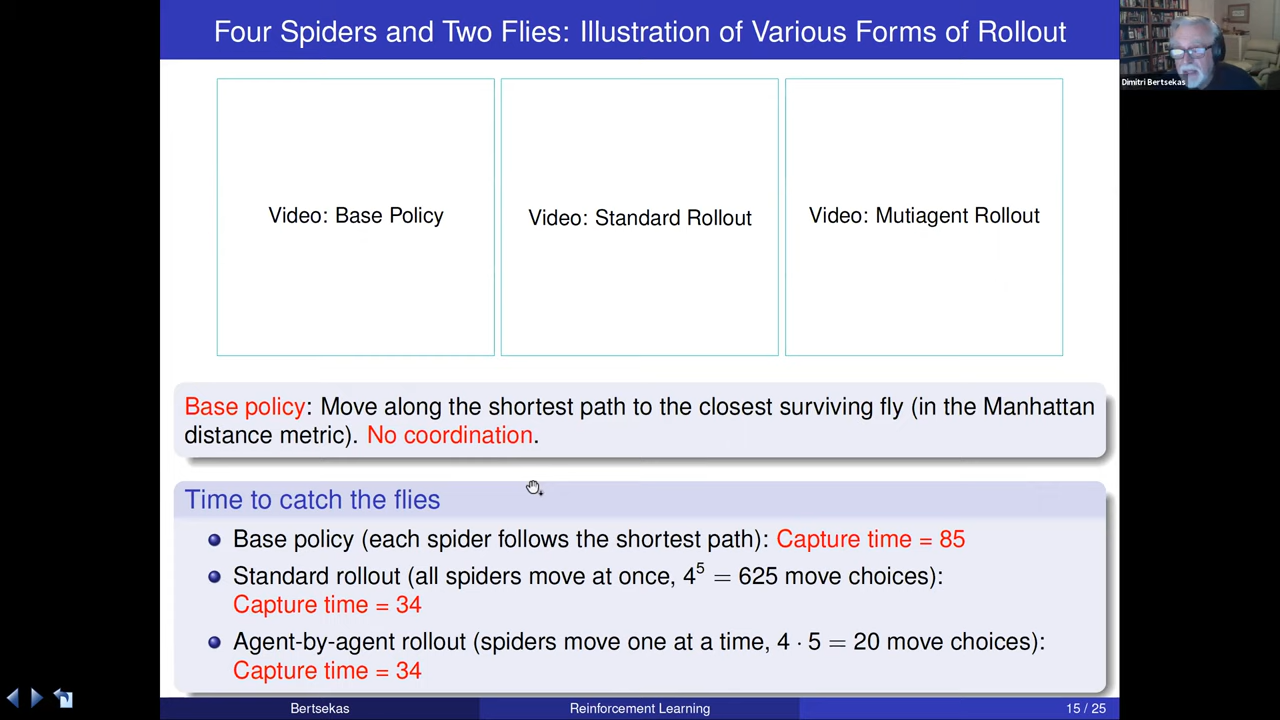 Four Spiders and Two Flies: Illustration of Various Forms of Rollout
Dimitri Bertsekas
Video: Base Policy
Video: Standard Rollout
Video: Mutiagent Rollout
Base policy: Move along the shortest path to the closest surviving fly (in the Manhattan
distance metric). No coordination.
Time to catch the flies
Base policy (each spider follows the shortest path): Capture time = 85
Standard rollout (all spiders move at once, 4⁵ = 625 move choices):
Capture time = 34
Agent-by-agent rollout (spiders move one at a time, 4 · 5 = 20 move choices):
Capture time = 34
Bertsekas
Reinforcement Learning
15 / 25